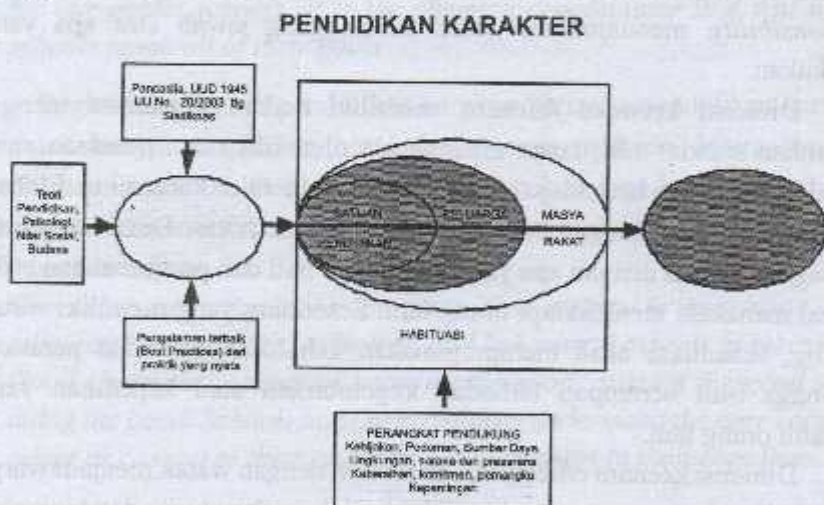 PENDIDIKAN KARAKTER
Pancasila, UUD 1945
UU No. 20/2003 ttg
Sisdiknas
Teori
Pendidikan,
Psikologi,
Nilai Sosial,
Budaya
SATUAN
PENDIDIKAN
KELUARGA
MASYA
RAKAT
Pengalaman terbaik
(Best Practices) dan
praktik yang nyata
HABITUASI
PERANGKAT PENDUKUNG
Kebijakan, Pedoman, Sumber Daya
Lingkungan, sarana dan prasarana
Kebersihan, komitmen, pemangku
Kepentingan